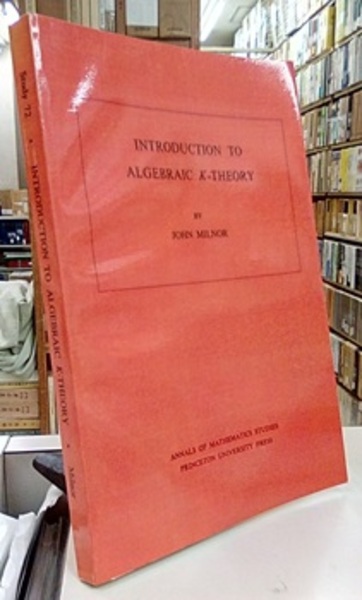 INTRODUCTION TO
ALGEBRAIC K-THEORY
BY
JOHN MILNOR
ANNALS OF MATHEMATICS STUDIES
PRINCETON UNIVERSITY PRESS
Study 72 • INTRODUCTION TO ALGEBRAIC K-THEORY • Milnor